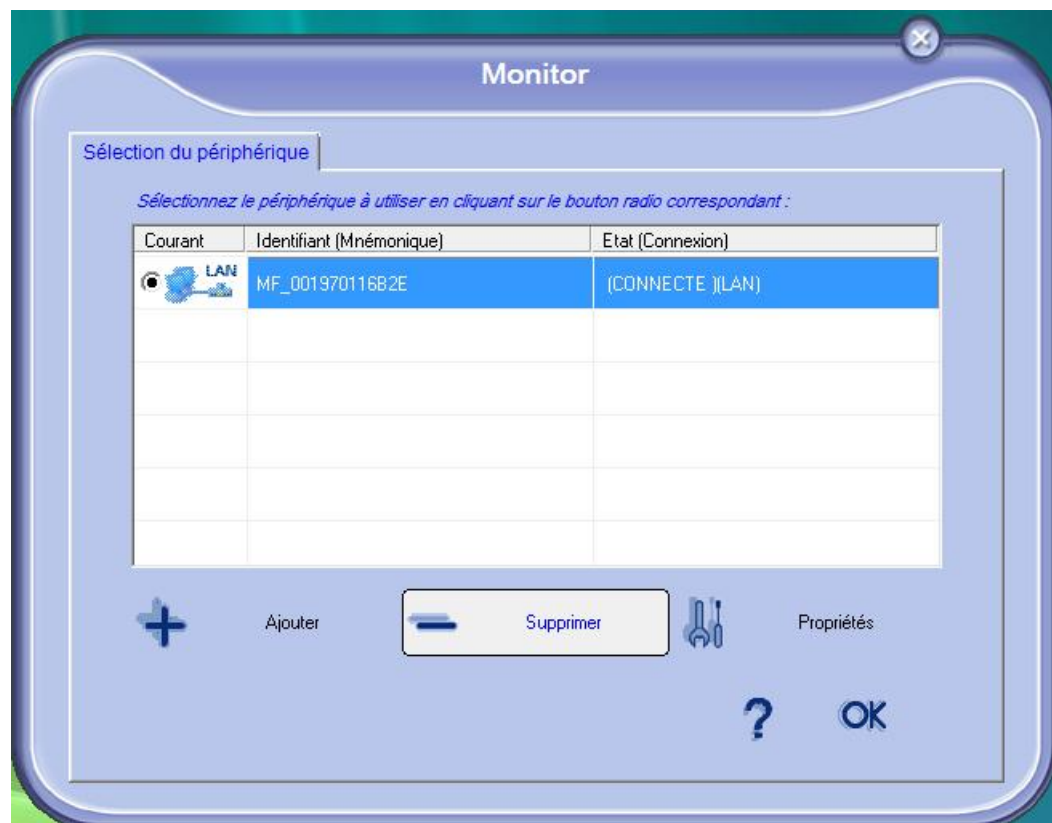 Monitor
Sélection du périphérique
Sélectionnez le périphérique à utiliser en cliquant sur le bouton radio correspondant :
Courant Identifiant (Mnémonique) Etat (Connexion)
LAN MF_001970116B2E (CONNECTE )(LAN)
Ajouter Supprimer Propriétés
? OK